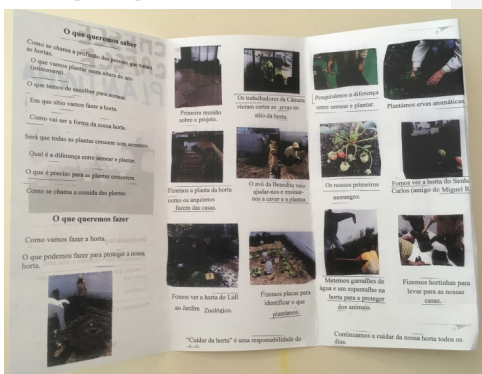 O que queremos saber
Como se chama a profissão das pessoas que tratam
as hortas.
O que vamos plantar nesta altura do ano
(primavera)
O que temos de escolher para semear.
Em que sítio vamos fazer a horta.
Como vai ser a forma da nossa horta.
Será que todas as plantas crescem com sementes.
Qual é a diferença entre semear e plantar.
O que é preciso para as plantas crescerem.
Como se chama a comida das plantas.
O que queremos fazer
Como vamos fazer a horta.
O que podemos fazer para proteger a nossa
horta.
Primeira reunião
sobre o projeto.
Os trabalhadores da Câmara
vieram cortar as ervas no
sítio da horta.
Fizemos a planta da horta
como os arquitetos
fazem das casas.
O avô da Benedita veio
ajudar-nos e ensinar-
nos a cavar e a plantar.
Fomos ver a horta do Lidl
ao Jardim Zoológico.
Fizemos placas para
identificar o que
plantámos.
"Cuidar da horta" é uma responsabilidade do
Pesquisámos a diferença
entre semear e plantar.
Plantámos ervas aromáticas.
Os nossos primeiros
morangos.
Fomos ver a horta do Senho
Carlos (amigo do Miguel R
Metemos garrafões de
água e um espantalho na
horta para a proteger
dos animais.
Fizemos hortinhas para
levar para as nossas
casas.
Continuamos a cuidar da nossa horta todos os
dias.